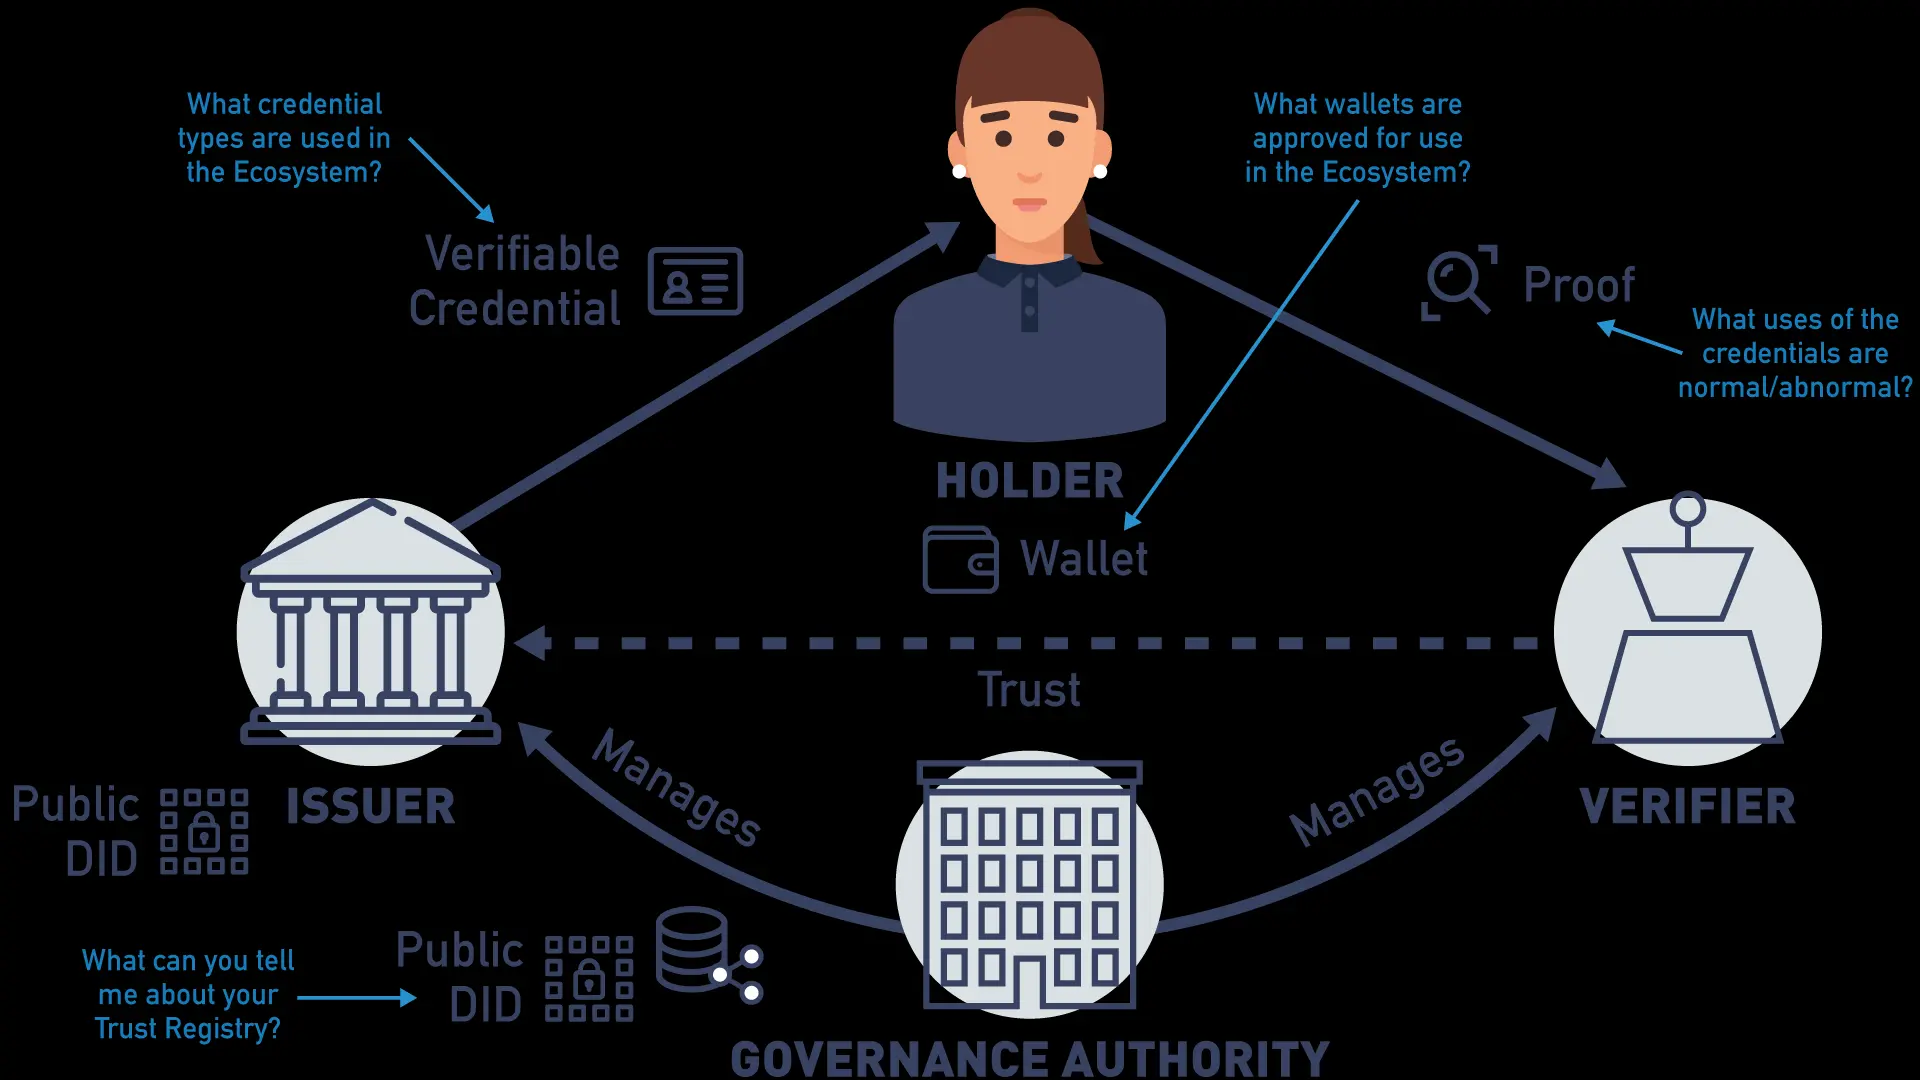 What credential
types are used in
the Ecosystem?
What wallets are
approved for use
in the Ecosystem?
Verifiable
Credential
Proof
What uses of the
credentials are
normal/abnormal?
HOLDER
Wallet
Trust
Manages
Manages
Public
DID
ISSUER
VERIFIER
What can you tell
me about your
Trust Registry?
Public
DID
GOVERNANCE AUTHORITY